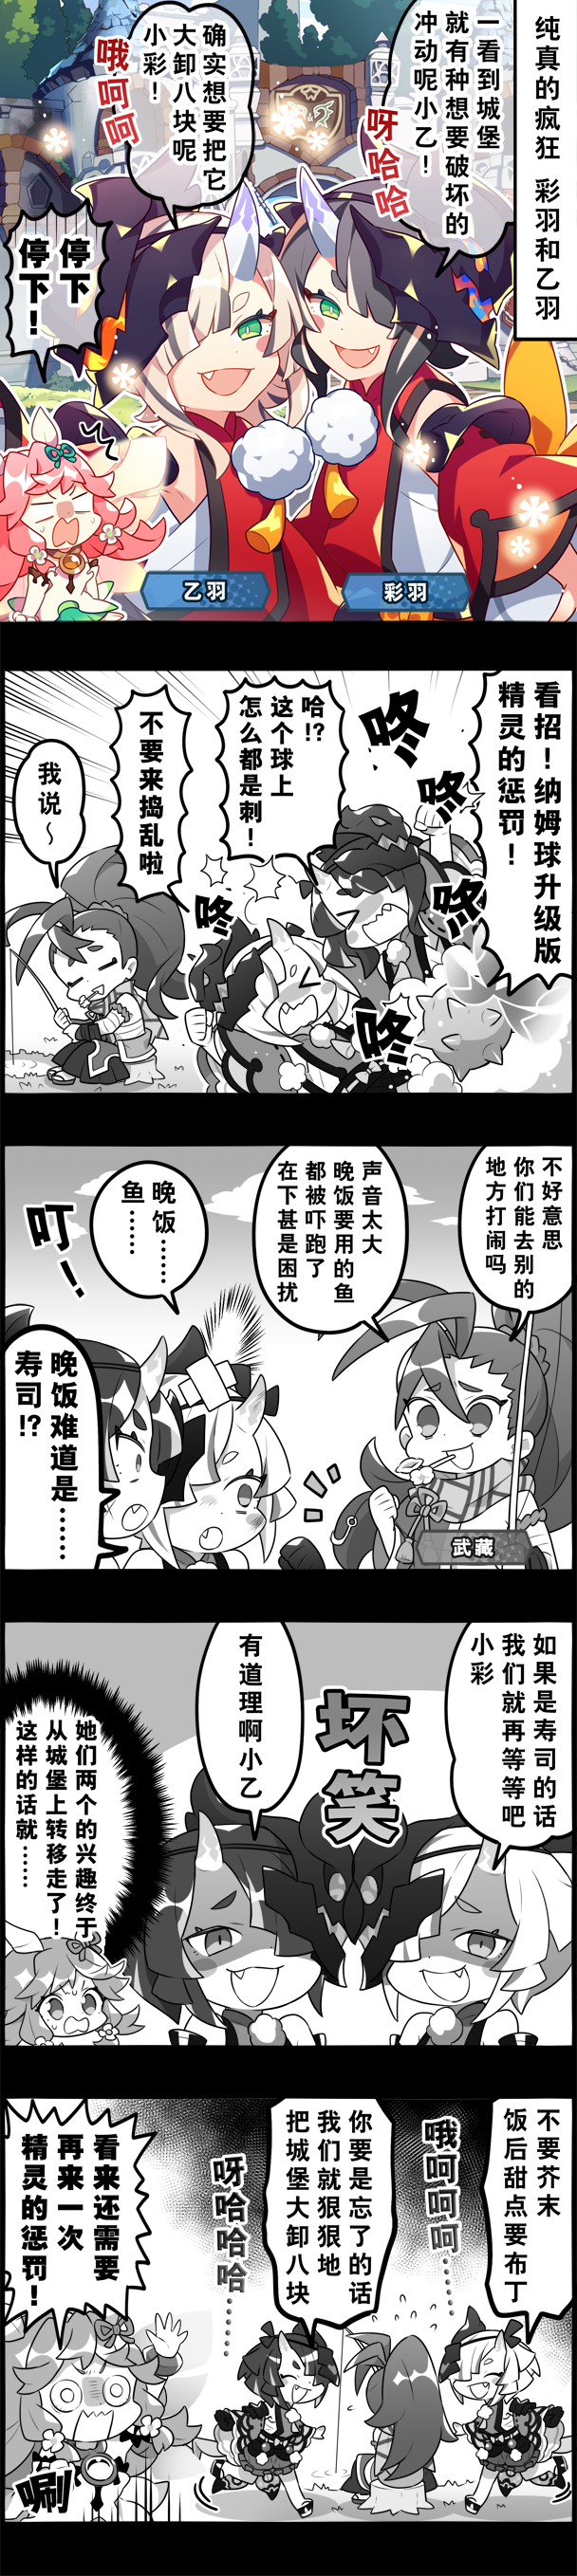 纯真的疯狂 彩羽和乙羽
一看到城堡
就有种想要破坏的
冲动呢小乙！
呀哈哈
确实想要把它
大卸八块呢
小彩！
哦呵呵
停下
停下！
乙羽
彩羽
看招！纳姆球升级版
精灵的惩罚！
咚
咚
咚
咚
咚
哈!?
这个球上
怎么都是刺！
不要来捣乱啦
我说～
不好意思
你们能去别的
地方打闹吗
声音太大
晚饭要用的鱼
都被吓跑了
在下甚是困扰
晚饭……
鱼……
叮！
晚饭难道是……
寿司!?
武藏
如果是寿司的话
我们就再等等吧
小彩
坏笑
有道理啊小乙
她们两个的兴趣终于
从城堡上转移走了！
这样的话就……
不要芥末
饭后甜点要布丁
哦呵呵呵……
你要是忘了的话
我们就狠狠地
把城堡大卸八块
呀哈哈哈……
看来还需要
再来一次
精灵的惩罚！
唰